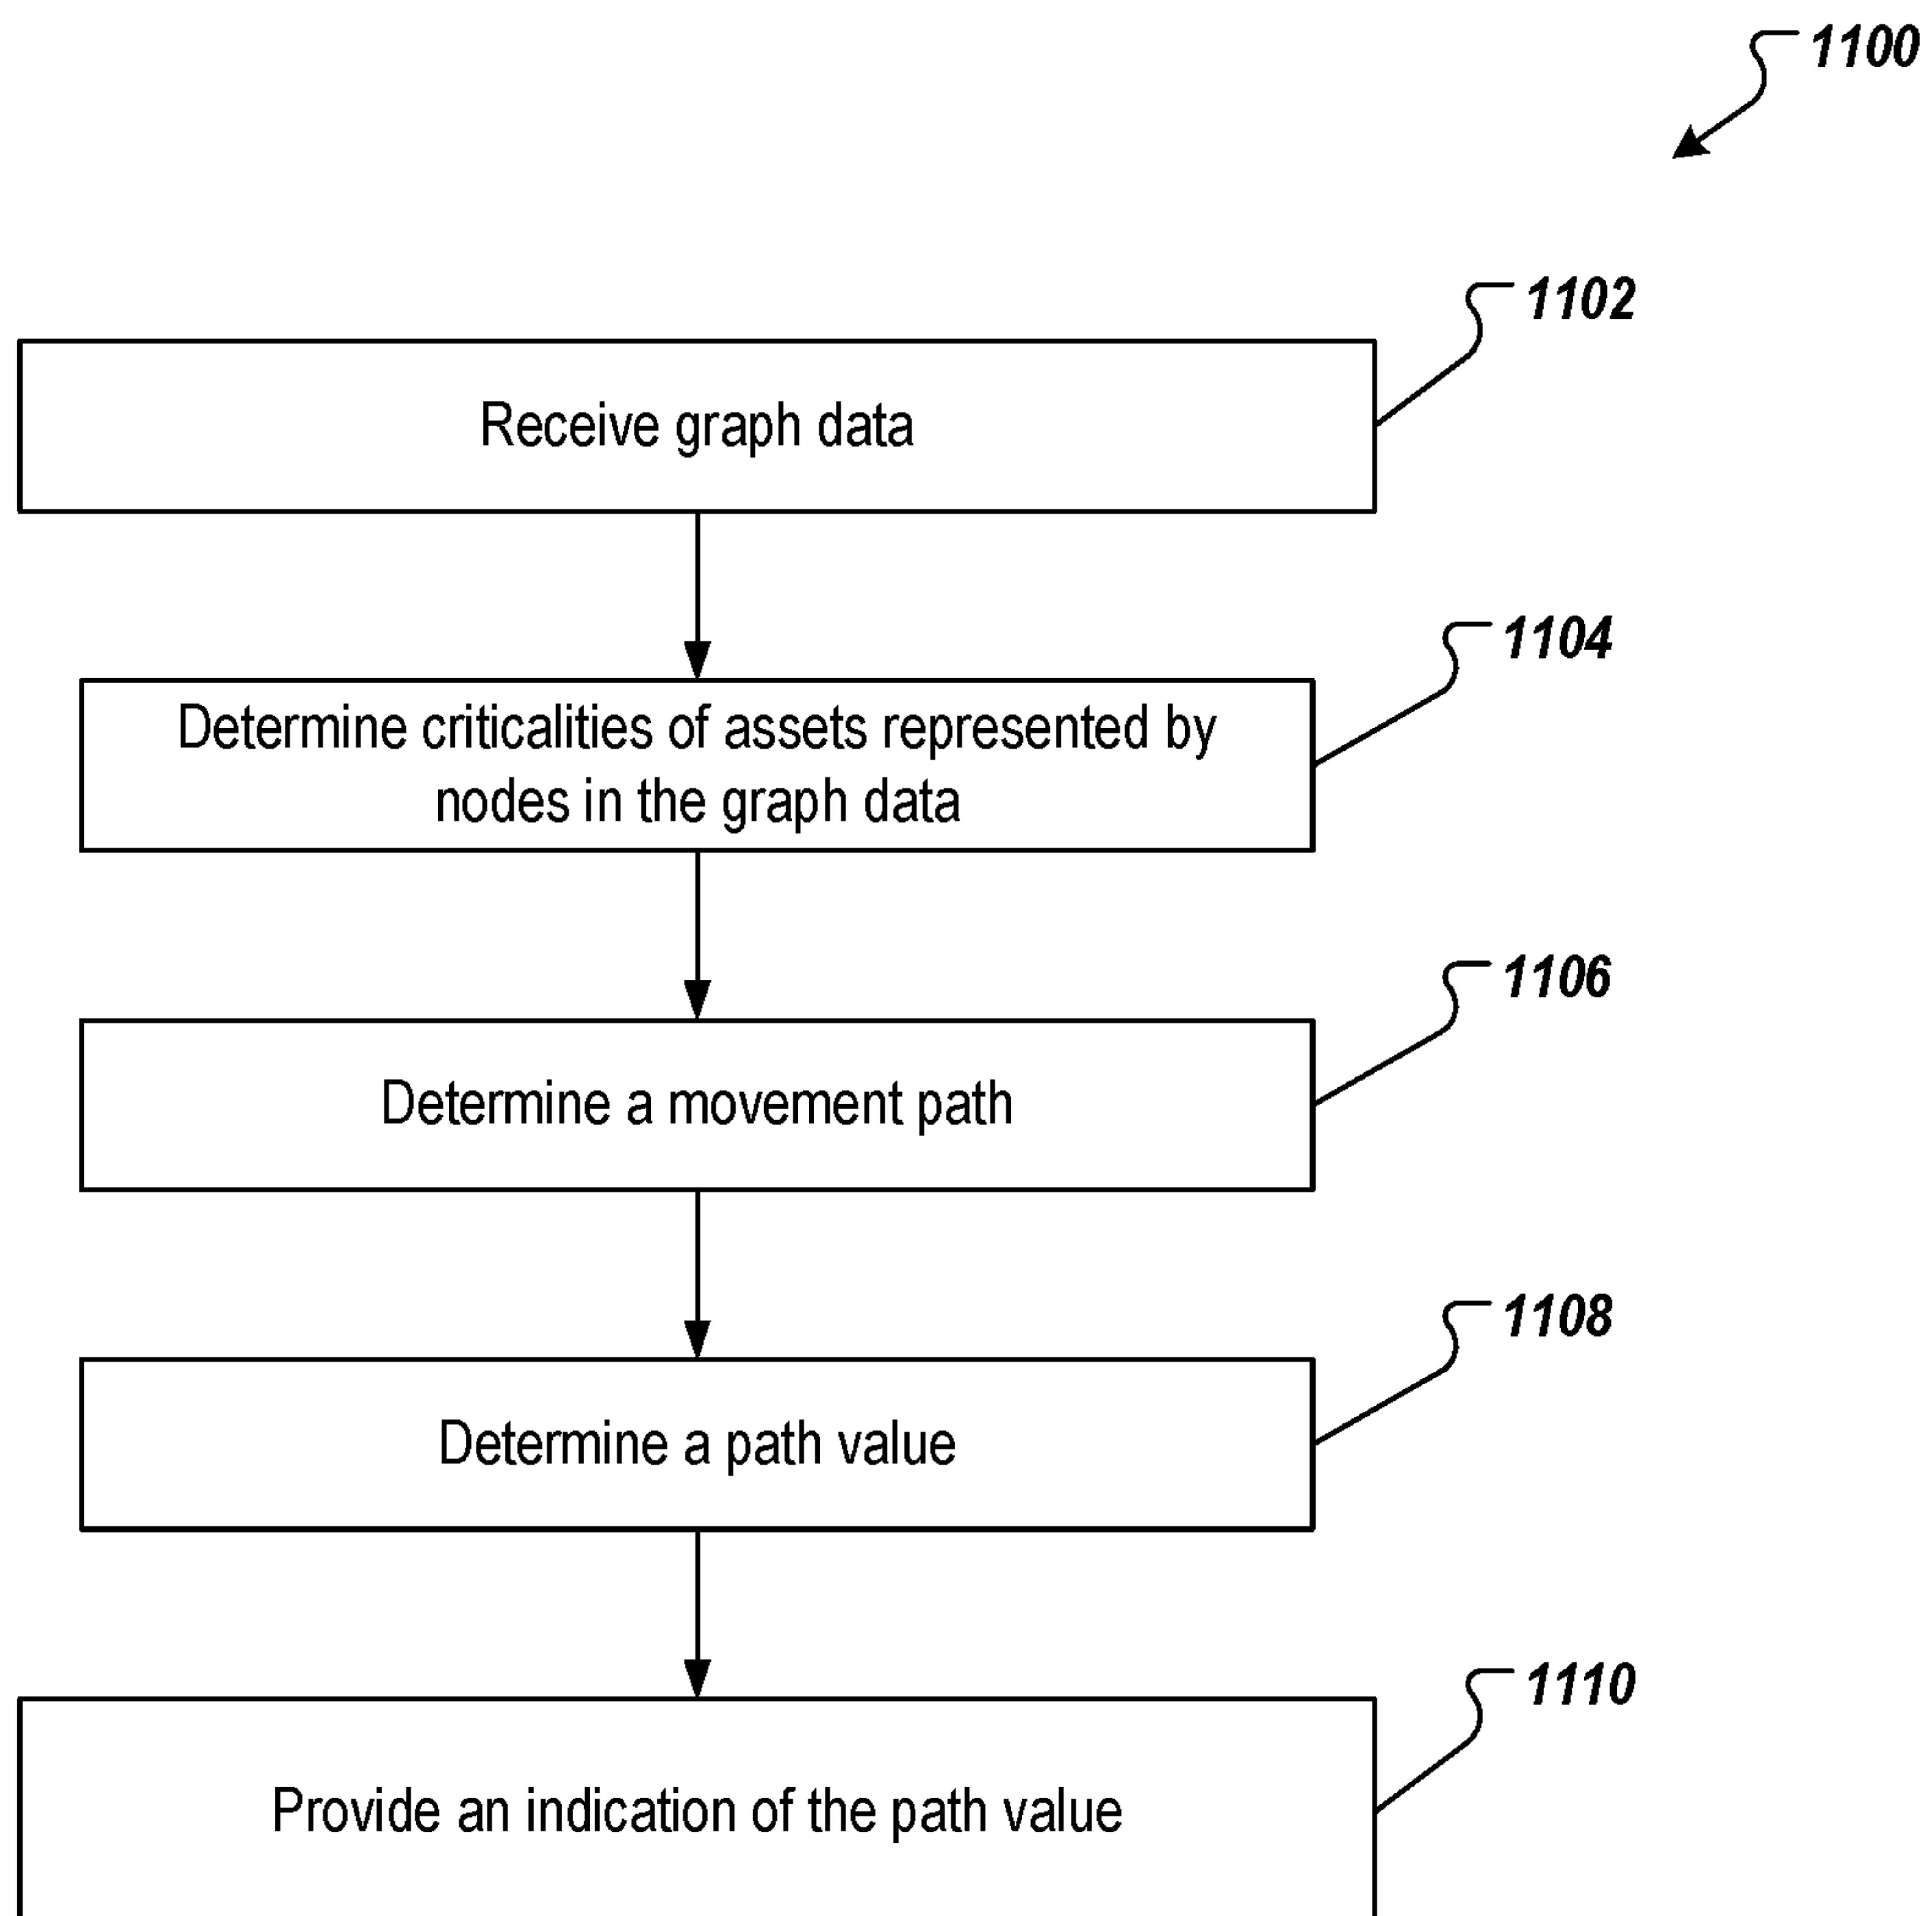 1100
1102
Receive graph data
1104
Determine criticalities of assets represented by
nodes in the graph data
1106
Determine a movement path
1108
Determine a path value
1110
Provide an indication of the path value